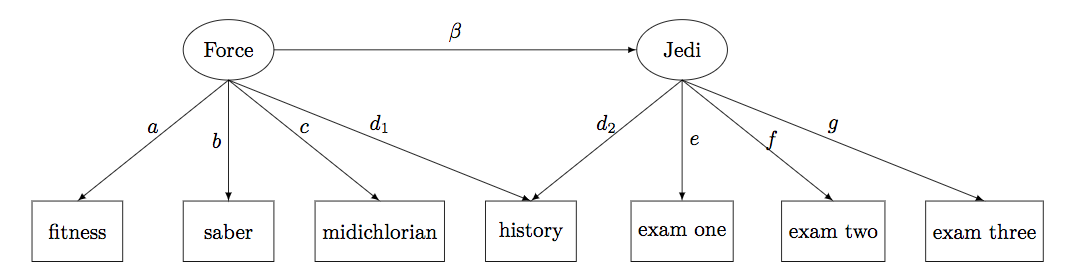 β
Force
Jedi
a
b
c
d₁
d₂
e
f
g
fitness
saber
midichlorian
history
exam one
exam two
exam three